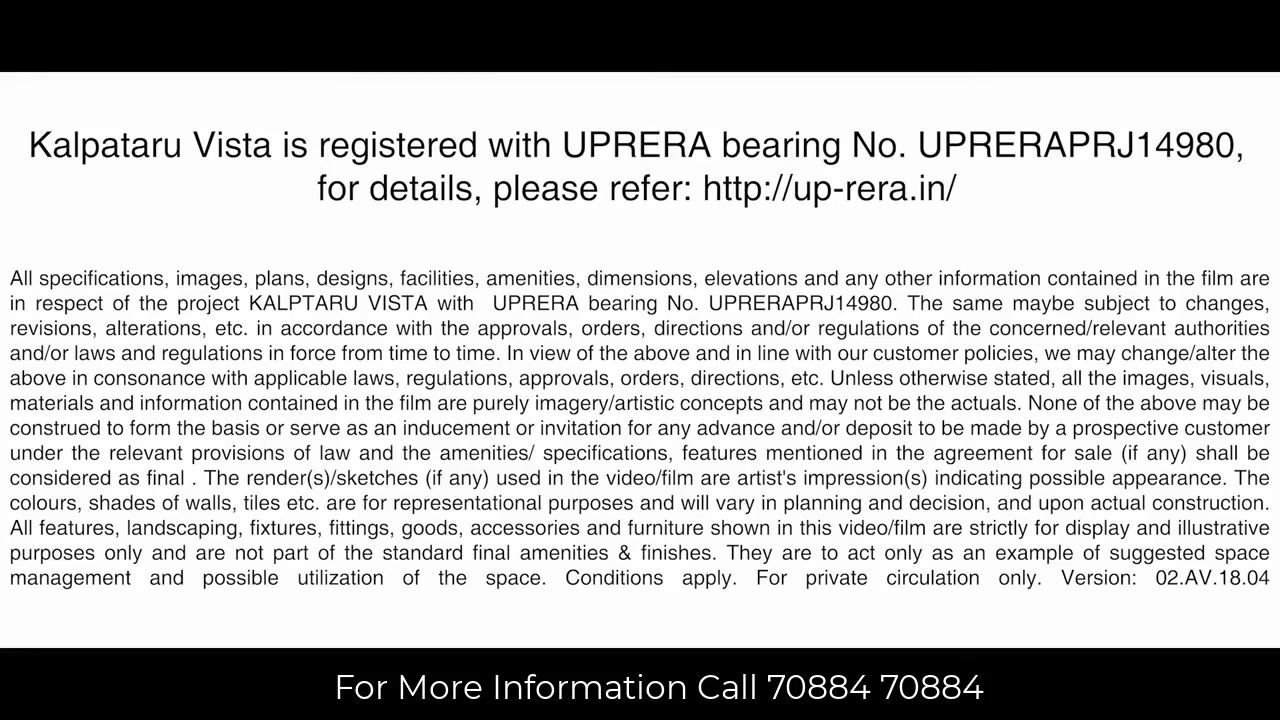 Kalpataru Vista is registered with UPRERA bearing No. UPRERAPRJ14980,
for details, please refer: http://up-rera.in/
All specifications, images, plans, designs, facilities, amenities, dimensions, elevations and any other information contained in the film are
in respect of the project KALPTARU VISTA with UPRERA bearing No. UPRERAPRJ14980. The same maybe subject to changes,
revisions, alterations, etc. in accordance with the approvals, orders, directions and/or regulations of the concerned/relevant authorities
and/or laws and regulations in force from time to time. In view of the above and in line with our customer policies, we may change/alter the
above in consonance with applicable laws, regulations, approvals, orders, directions, etc. Unless otherwise stated, all the images, visuals,
materials and information contained in the film are purely imagery/artistic concepts and may not be the actuals. None of the above may be
construed to form the basis or serve as an inducement or invitation for any advance and/or deposit to be made by a prospective customer
under the relevant provisions of law and the amenities/ specifications, features mentioned in the agreement for sale (if any) shall be
considered as final . The render(s)/sketches (if any) used in the video/film are artist's impression(s) indicating possible appearance. The
colours, shades of walls, tiles etc. are for representational purposes and will vary in planning and decision, and upon actual construction.
All features, landscaping, fixtures, fittings, goods, accessories and furniture shown in this video/film are strictly for display and illustrative
purposes only and are not part of the standard final amenities & finishes. They are to act only as an example of suggested space
management and possible utilization of the space. Conditions apply. For private circulation only. Version: 02.AV.18.04
For More Information Call 70884 70884